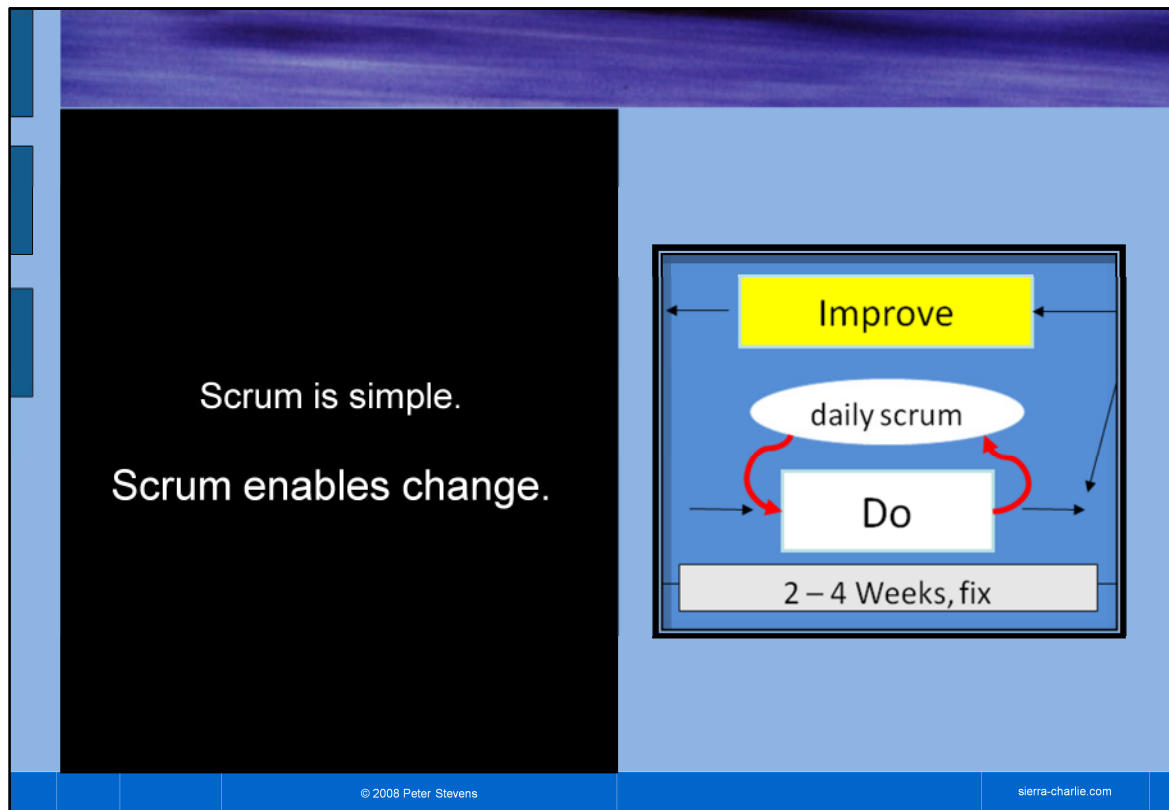 Scrum is simple.
Scrum enables change.
Improve
daily scrum
Do
2 – 4 Weeks, fix
© 2008 Peter Stevens
sierra-charlie.com